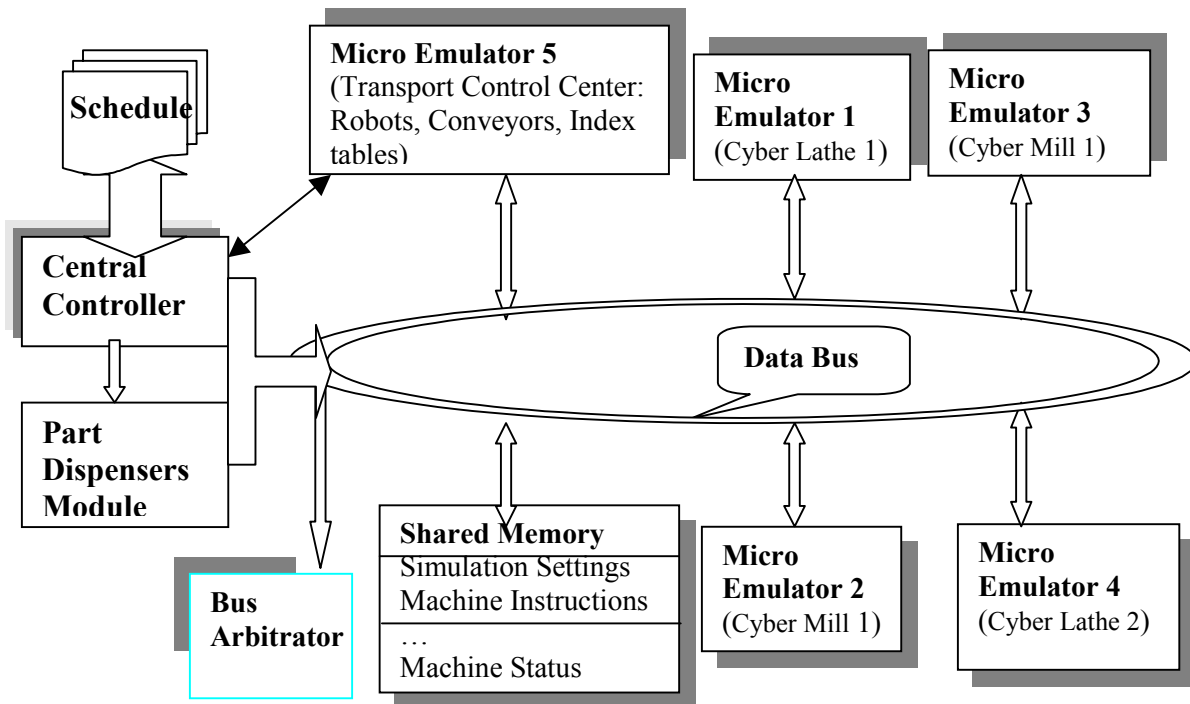 Schedule
Micro Emulator 5
(Transport Control Center:
Robots, Conveyors, Index
tables)
Micro
Emulator 1
(Cyber Lathe 1)
Micro
Emulator 3
(Cyber Mill 1)
Central
Controller
Data Bus
Part
Dispensers
Module
Bus
Arbitrator
Shared Memory
Simulation Settings
Machine Instructions
…
Machine Status
Micro
Emulator 2
(Cyber Mill 1)
Micro
Emulator 4
(Cyber Lathe 2)